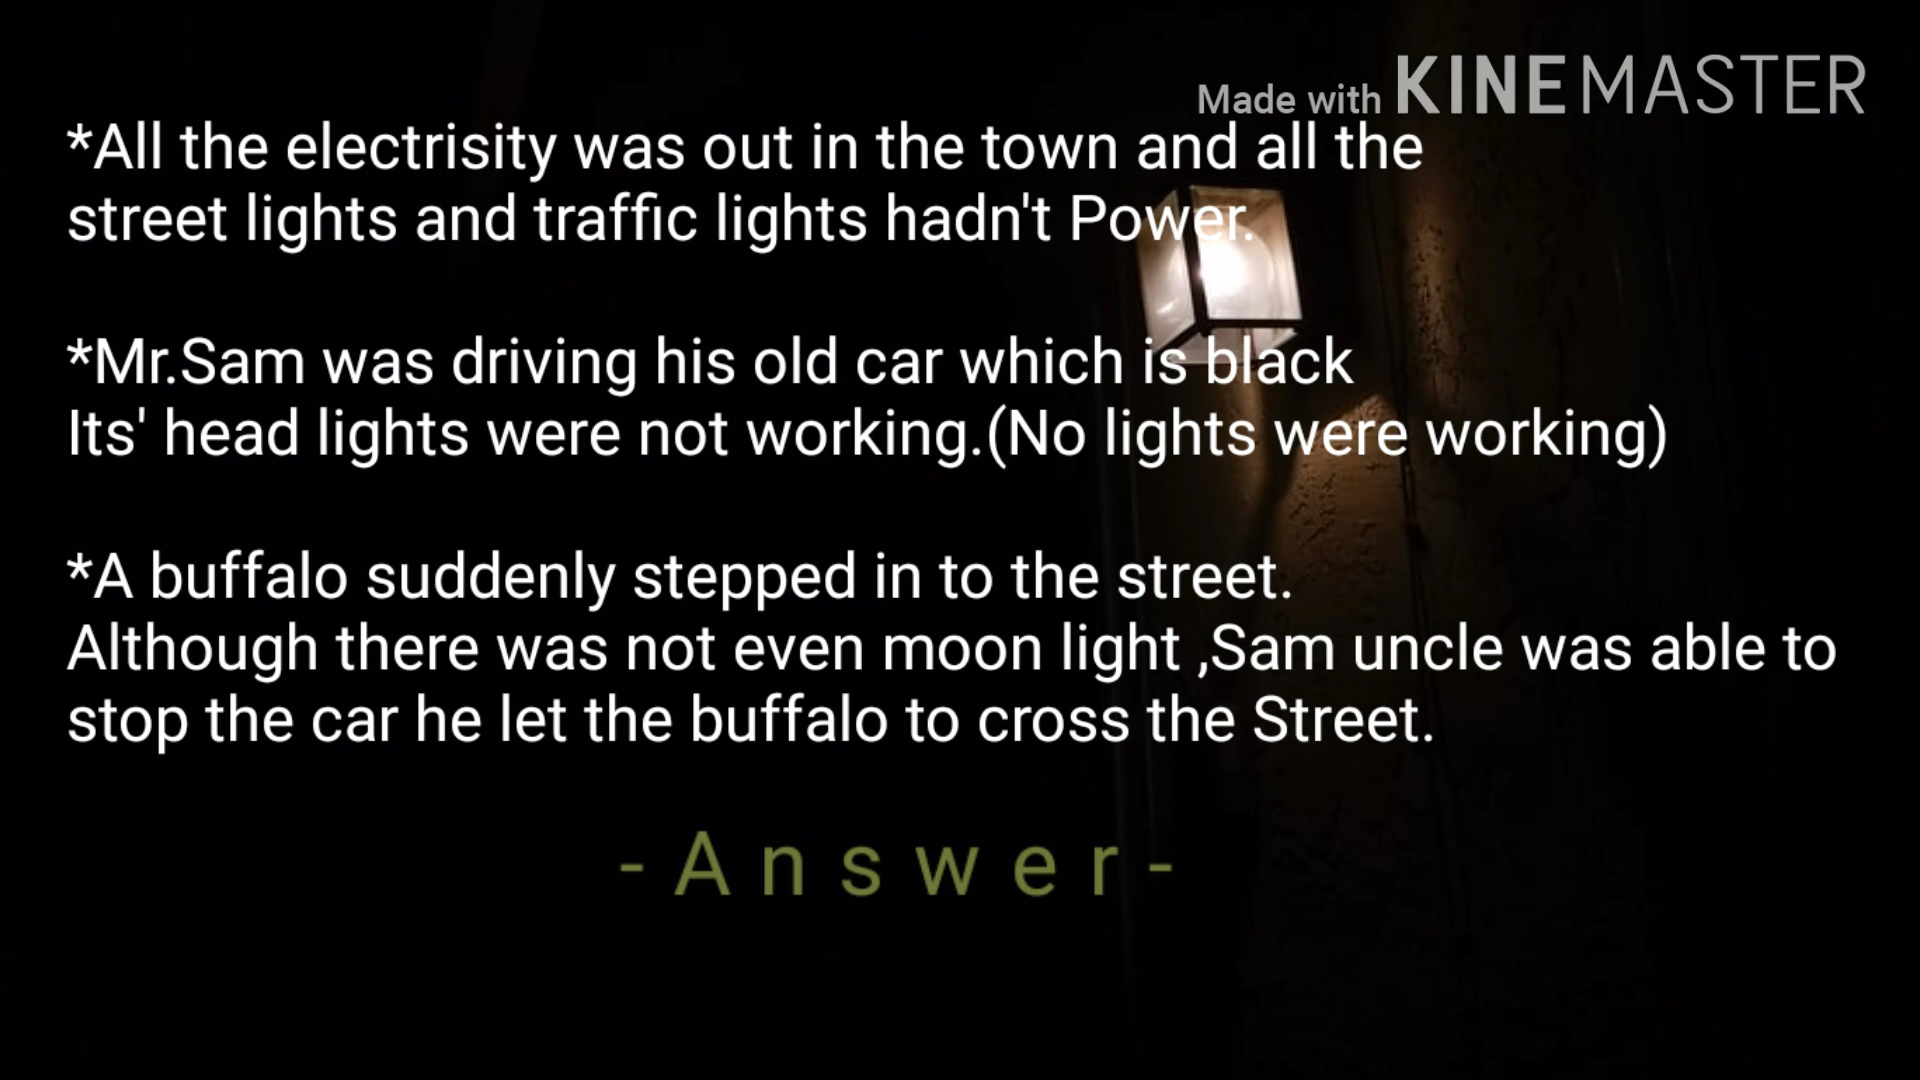 Made with KINEMASTER
*All the electrisity was out in the town and all the
street lights and traffic lights hadn't Power.
*Mr.Sam was driving his old car which is black
Its' head lights were not working.(No lights were working)
*A buffalo suddenly stepped in to the street.
Although there was not even moon light ,Sam uncle was able to
stop the car he let the buffalo to cross the Street.
-Answer-